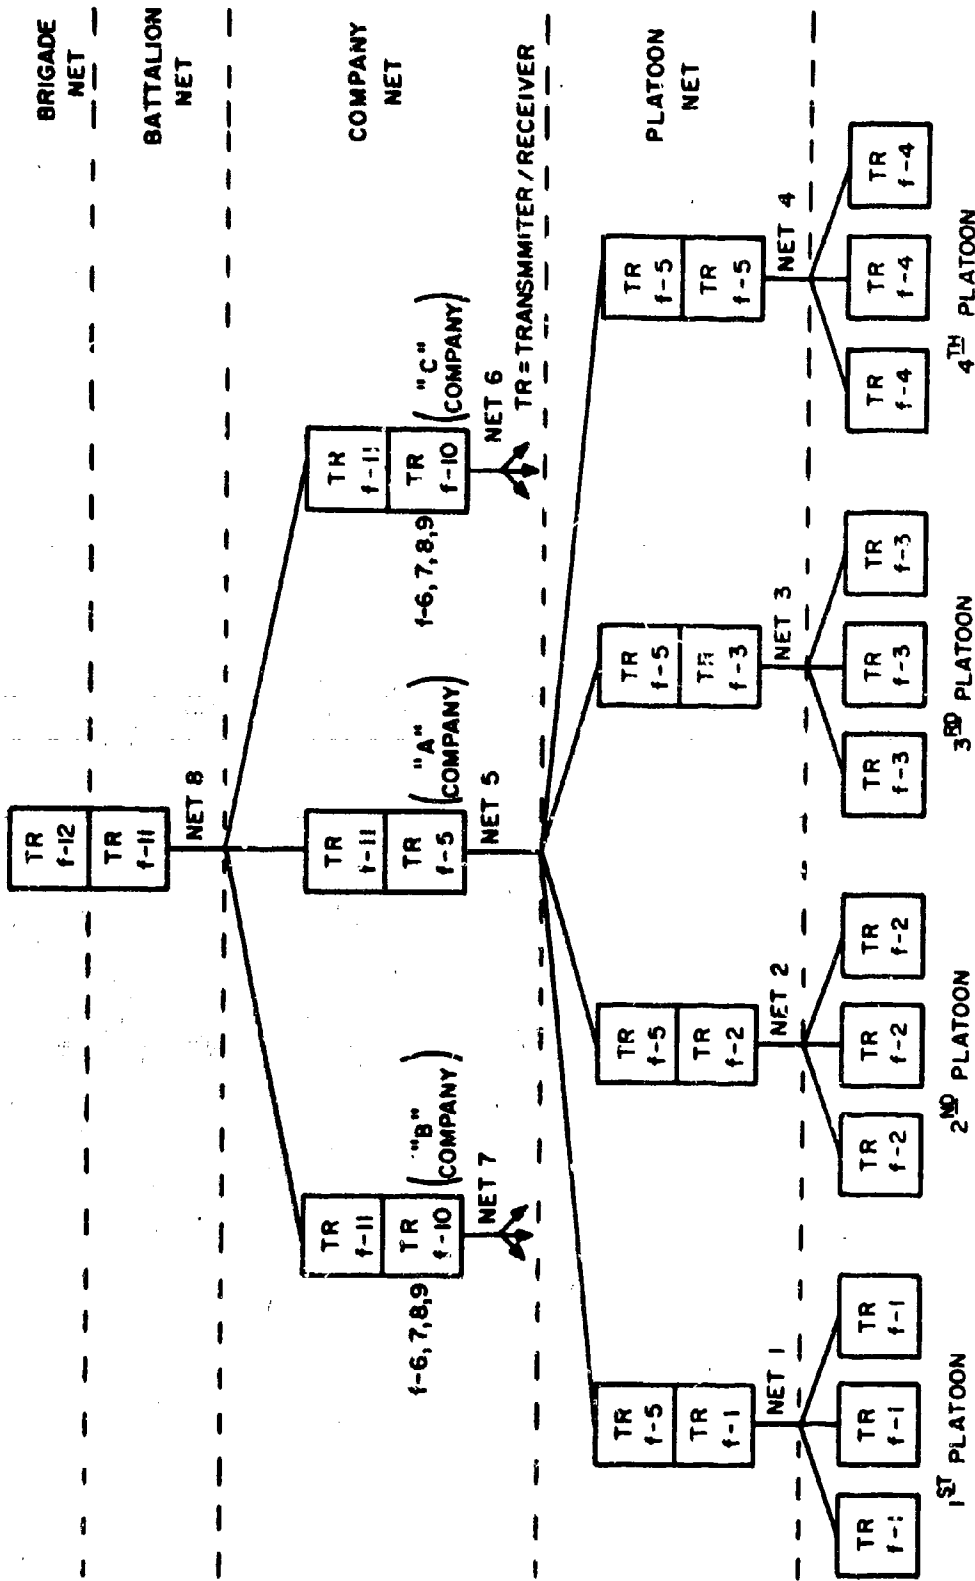 BRIGADE
NET
TR
f-12
BATTALION
NET
TR
f-11
NET 8
COMPANY
NET
TR
f-11
TR
f-10
f-6,7,8,9
("B"
COMPANY)
NET 7
TR
f-11
TR
f-5
("A"
COMPANY)
NET 5
TR
f-11
TR
f-10
f-6,7,8,9
("C"
COMPANY)
NET 6
TR=TRANSMMITER/RECEIVER
PLATOON
NET
TR
f-5
TR
f-1
NET 1
TR
f-5
TR
f-2
NET 2
TR
f-5
TR
f-3
NET 3
TR
f-5
TR
f-5
NET 4
TR
f-1
TR
f-1
TR
f-1
1ST PLATOON
TR
f-2
TR
f-2
TR
f-2
2ND PLATOON
TR
f-3
TR
f-3
TR
f-3
3RD PLATOON
TR
f-4
TR
f-4
TR
f-4
4TH PLATOON